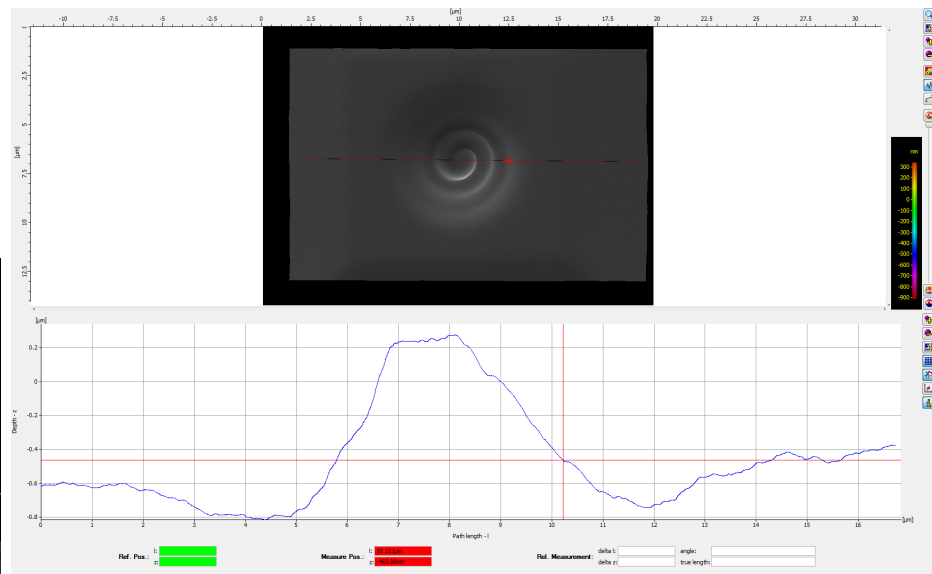 [µm]
-10 -7.5 -5 -2.5 0 2.5 5 7.5 10 12.5 15 17.5 20 22.5 25 27.5 30
0
2.5
[µm]
7.5
10
12.5
nm
300
200
100
0
-100
-200
-300
-400
-500
-600
-700
-800
-900
[µm]
0.2
0
-0.2
Depth - z
-0.4
-0.6
-0.8
0 1 2 3 4 5 6 7 8 9 10 11 12 13 14 15 16
[µm]
Path length - l
Ref. Pos.: l: Measure Pos.: l: Rel. Measurement: delta l: angle:
z: z: delta z: true length: